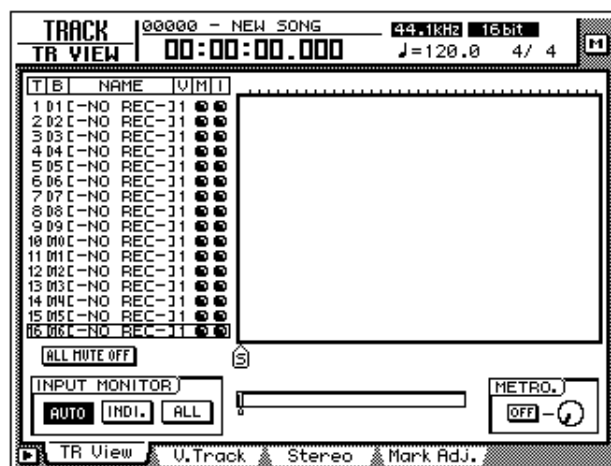 TRACK 00000 - NEW SONG 44.1kHz 16bit
TR VIEW 00:00:00.000 ♩=120.0 4/ 4 M
T B NAME V M I
1 D1[-NO REC-]1
2 D2[-NO REC-]1
3 D3[-NO REC-]1
4 D4[-NO REC-]1
5 D5[-NO REC-]1
6 D6[-NO REC-]1
7 D7[-NO REC-]1
8 D8[-NO REC-]1
9 D9[-NO REC-]1
10 D10[-NO REC-]1
11 D11[-NO REC-]1
12 D12[-NO REC-]1
13 D13[-NO REC-]1
14 D14[-NO REC-]1
15 D15[-NO REC-]1
16 D16[-NO REC-]1
ALL MUTE OFF S
INPUT MONITOR METRO.
AUTO INDI. ALL OFF
TR View V.Track Stereo Mark Adj.